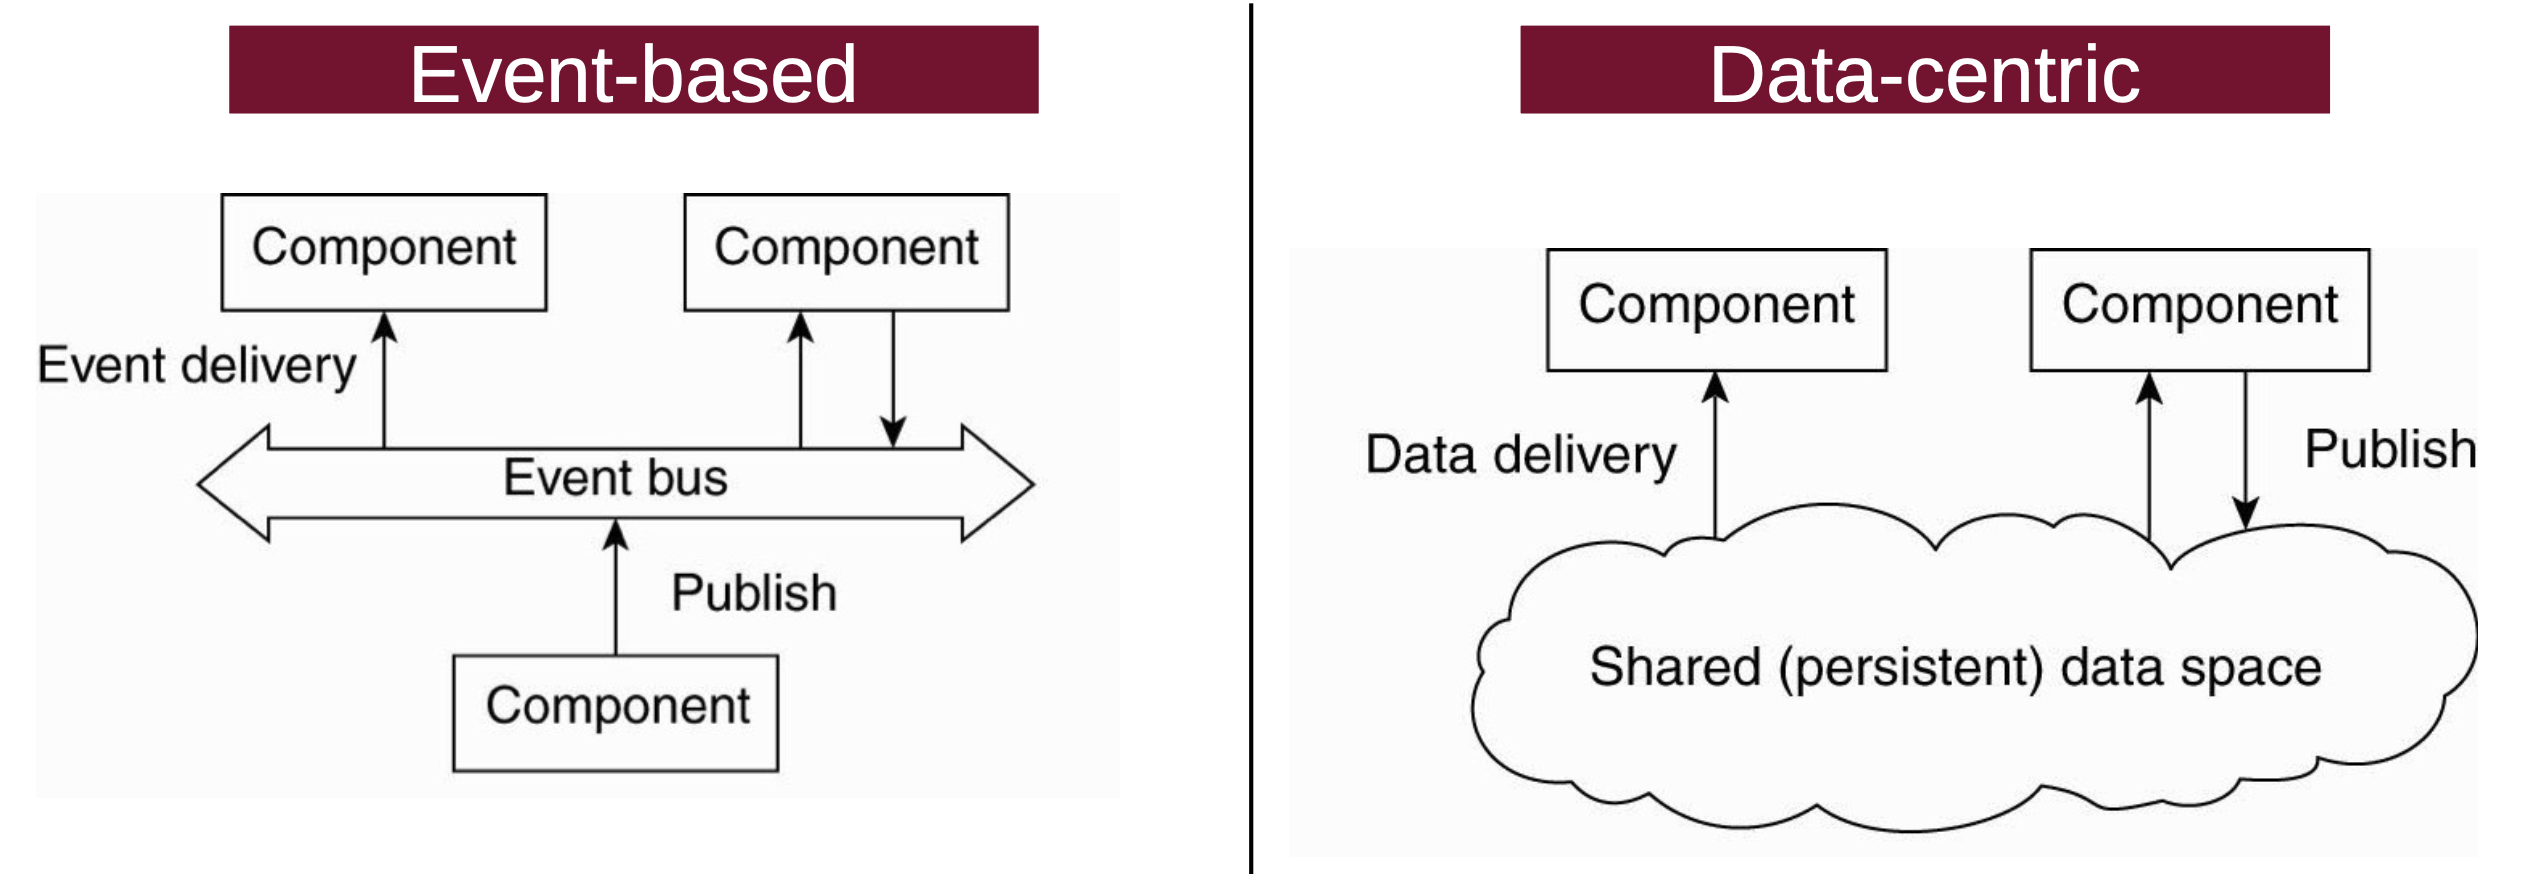 Event-based
Component
Component
Event delivery
Event bus
Publish
Component
Data-centric
Component
Component
Data delivery
Publish
Shared (persistent) data space